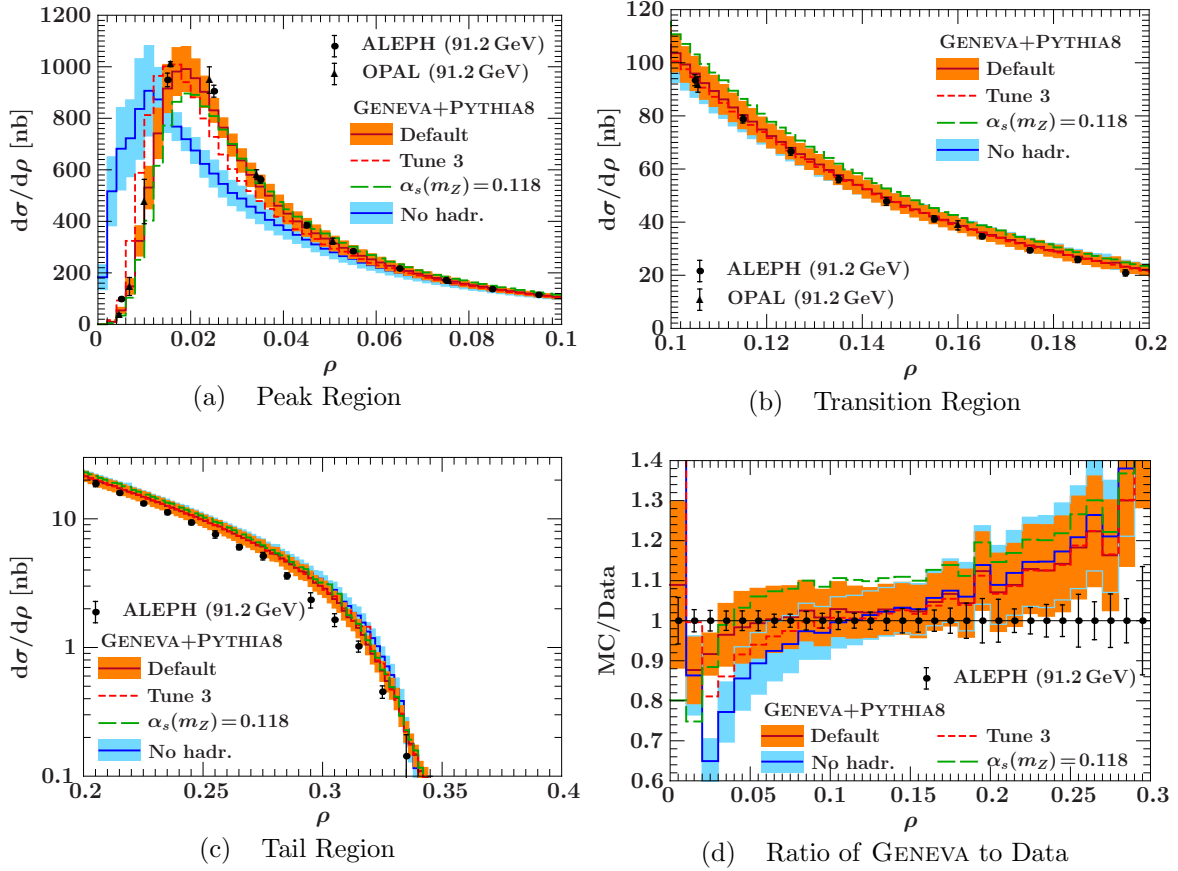 dσ/dρ [nb]
1200
1000
800
600
400
200
0
0
0.02
0.04
0.06
0.08
0.1
ρ
ALEPH (91.2 GeV)
OPAL (91.2 GeV)
GENEVA+PYTHIA8
Default
Tune 3
αs(mZ)=0.118
No hadr.
(a) Peak Region
dσ/dρ [nb]
120
100
80
60
40
20
0
0.1
0.12
0.14
0.16
0.18
0.2
ρ
GENEVA+PYTHIA8
Default
Tune 3
αs(mZ)=0.118
No hadr.
ALEPH (91.2 GeV)
OPAL (91.2 GeV)
(b) Transition Region
dσ/dρ [nb]
10
1
0.1
0.2
0.25
0.3
0.35
0.4
ρ
ALEPH (91.2 GeV)
GENEVA+PYTHIA8
Default
Tune 3
αs(mZ)=0.118
No hadr.
(c) Tail Region
MC/Data
1.4
1.3
1.2
1.1
1
0.9
0.8
0.7
0.6
0
0.05
0.1
0.15
0.2
0.25
0.3
ρ
ALEPH (91.2 GeV)
GENEVA+PYTHIA8
Default
Tune 3
No hadr.
αs(mZ)=0.118
(d) Ratio of GENEVA to Data